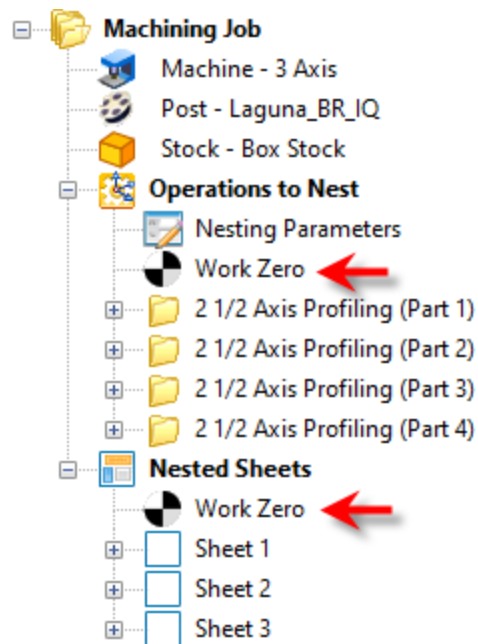 Machining Job
Machine - 3 Axis
Post - Laguna_BR_IQ
Stock - Box Stock
Operations to Nest
Nesting Parameters
Work Zero
2 1/2 Axis Profiling (Part 1)
2 1/2 Axis Profiling (Part 2)
2 1/2 Axis Profiling (Part 3)
2 1/2 Axis Profiling (Part 4)
Nested Sheets
Work Zero
Sheet 1
Sheet 2
Sheet 3